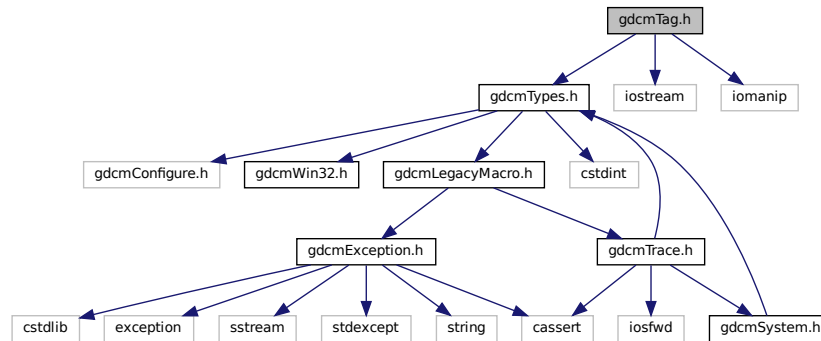 gdcmTag.h
gdcmTypes.h
iostream
iomanip
gdcmConfigure.h
gdcmWin32.h
gdcmLegacyMacro.h
cstdint
gdcmException.h
gdcmTrace.h
cstdlib
exception
sstream
stdexcept
string
cassert
iosfwd
gdcmSystem.h